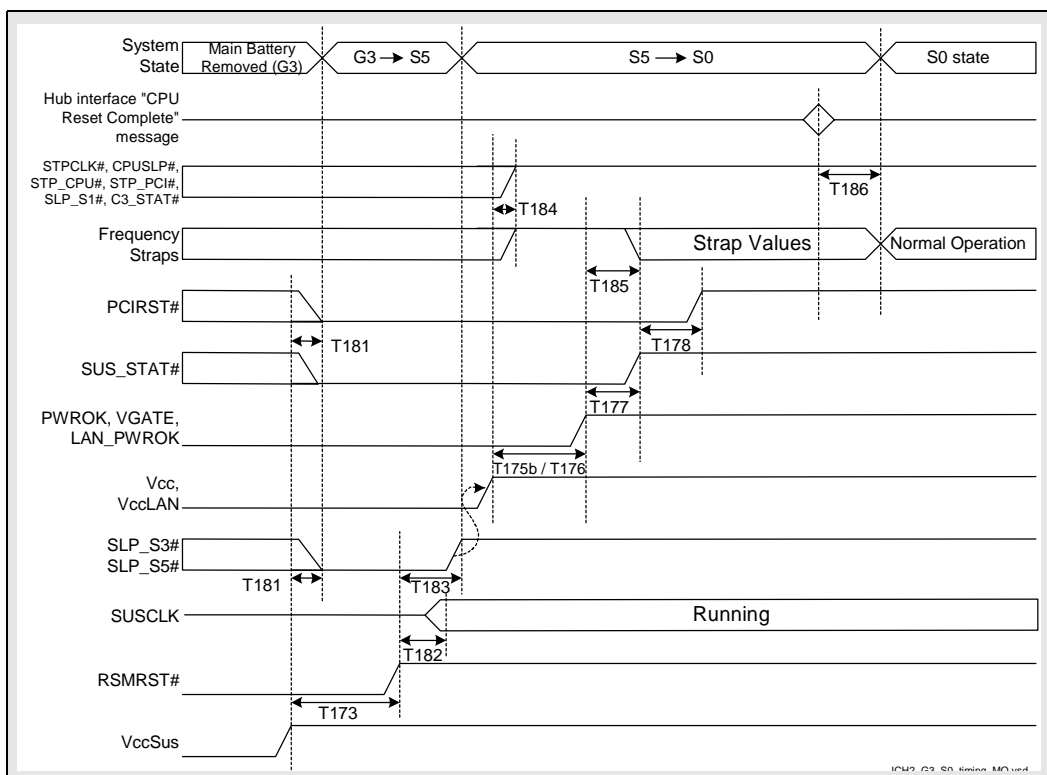 System State
Main Battery Removed (G3)
G3 → S5
S5 → S0
S0 state
Hub interface "CPU
Reset Complete"
message
STPCLK#, CPUSLP#,
STP_CPU#, STP_PCI#,
SLP_S1#, C3_STAT#
T186
T184
Frequency
Straps
Strap Values
Normal Operation
T185
PCIRST#
T181
T178
SUS_STAT#
T177
PWROK, VGATE,
LAN_PWROK
T175b / T176
Vcc,
VccLAN
SLP_S3#
SLP_S5#
T181
T183
SUSCLK
Running
T182
RSMRST#
T173
VccSus